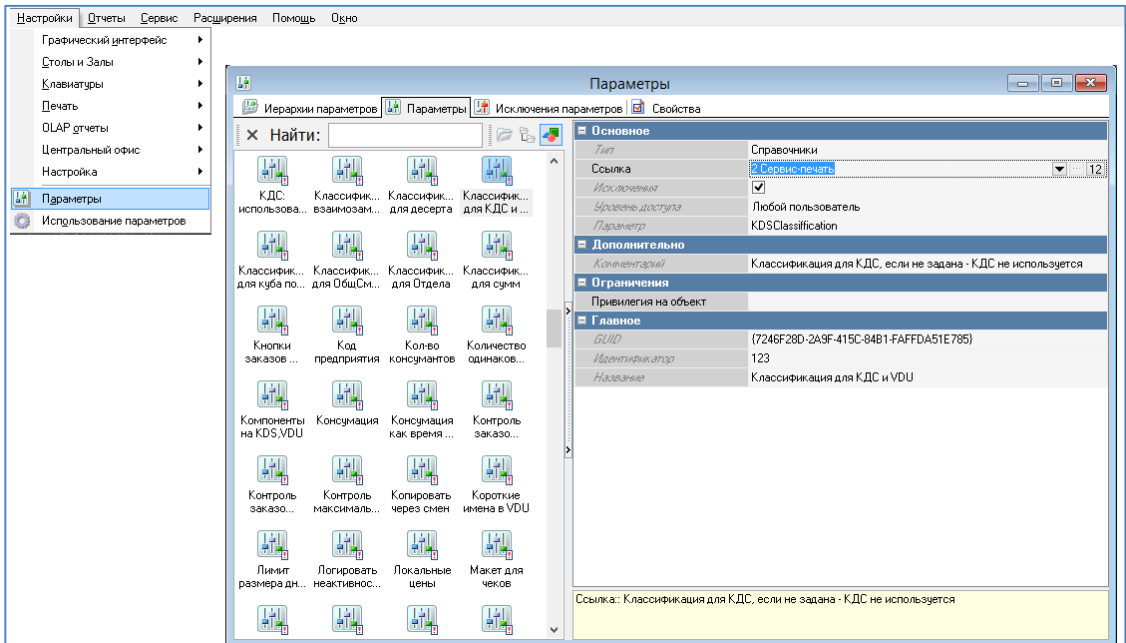 Настройки Отчеты Сервис Расширения Помощь Окно
Графический интерфейс
Столы и Залы
Клавиатуры
Печать
OLAP отчеты
Центральный офис
Настройка
Параметры
Использование параметров
Параметры
Иерархии параметров Параметры Исключения параметров Свойства
Найти:
КДС: использова...
Классифик... взаимозам...
Классифик... для десерта
Классифик... для КДС и ...
Классифик... для куба по...
Классифик... для ОбщСм...
Классифик... для Отдела
Классифик... для сумм
Кнопки заказов ...
Код предприятия
Кол-во консумантов
Количество одинаков...
Компоненты на KDS,VDU
Консумация
Консумация как время ...
Контроль заказо...
Контроль заказо...
Контроль максималь...
Копировать через смен
Короткие имена в VDU
Лимит размера дн...
Логировать неактивнос...
Локальные цены
Макет для чеков
Основное
Тип Справочники
Ссылка 2 Сервис-печать 12
Исключения
Уровень доступа Любой пользователь
Параметр KDSClassiffication
Дополнительно
Комментарий Классификация для КДС, если не задана - КДС не используется
Ограничения
Привилегия на объект
Главное
GUID {7246F28D-2A9F-415C-84B1-FAFFDA51E785}
Идентификатор 123
Название Классификация для КДС и VDU
Ссылка:: Классификация для КДС, если не задана - КДС не используется